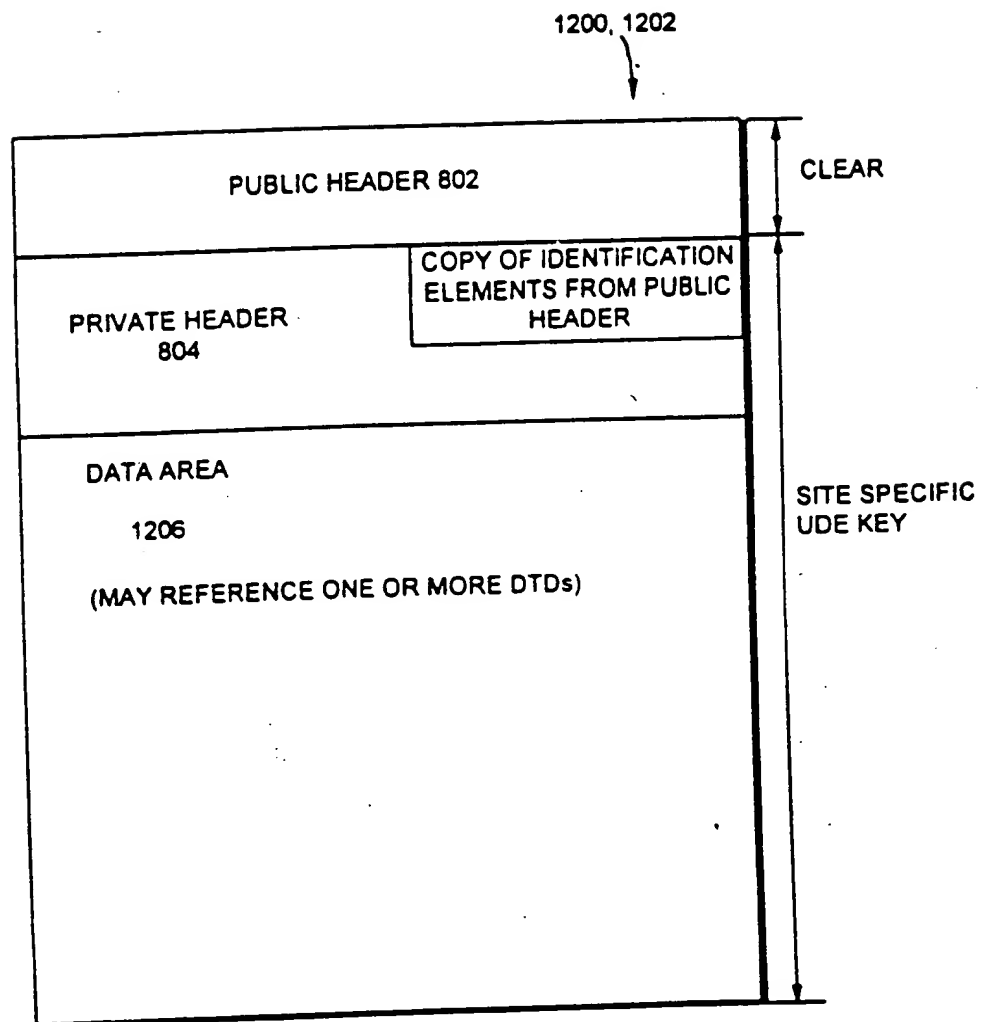 1200, 1202
PUBLIC HEADER 802
CLEAR
PRIVATE HEADER
804
COPY OF IDENTIFICATION
ELEMENTS FROM PUBLIC
HEADER
DATA AREA
1206
(MAY REFERENCE ONE OR MORE DTDs)
SITE SPECIFIC
UDE KEY